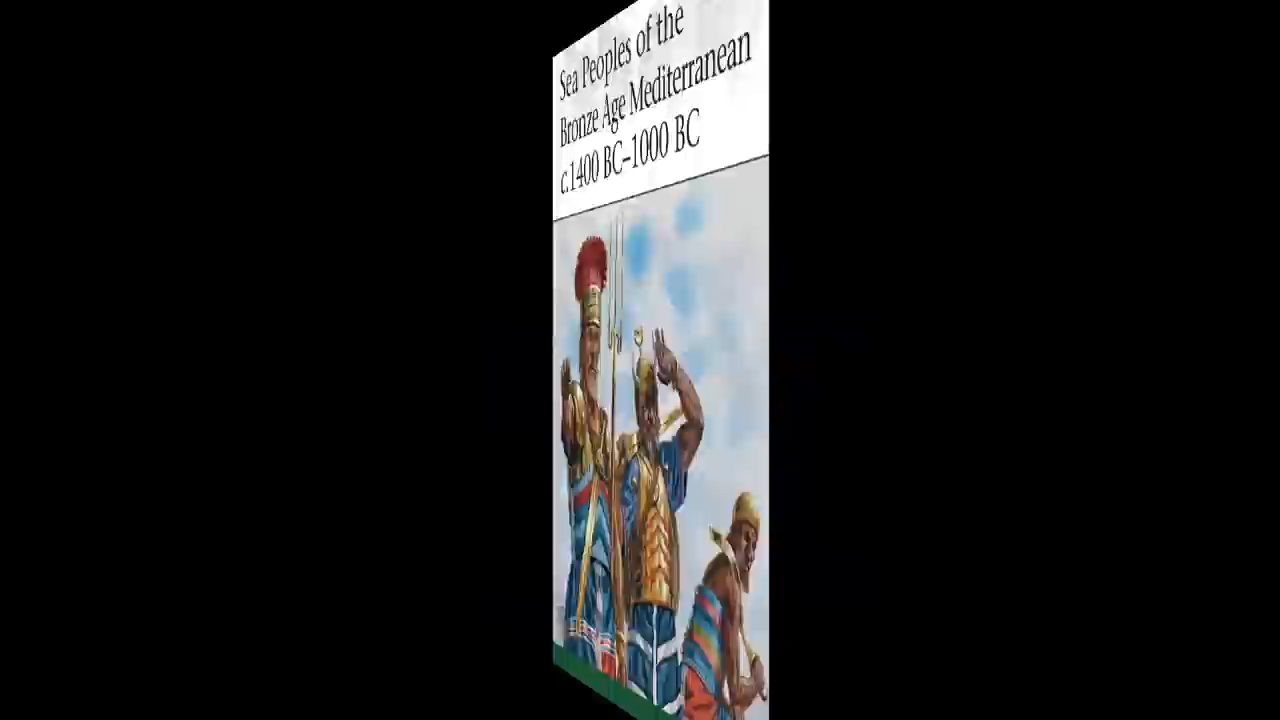 Sea Peoples of the
Bronze Age Mediterranean
c.1400 BC–1000 BC